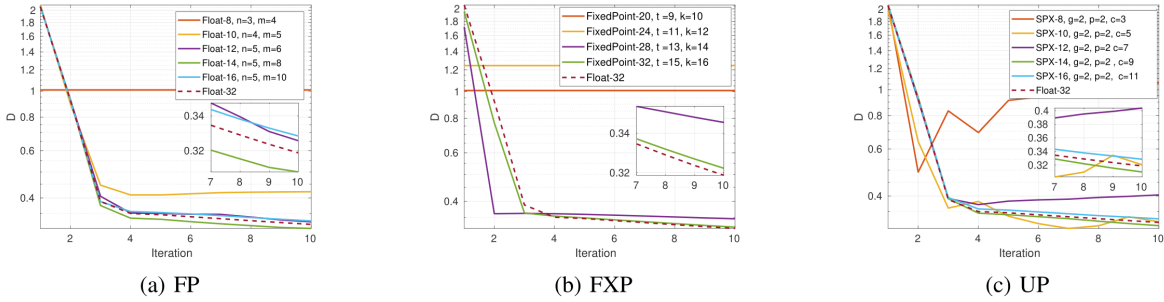 2
1.8
1.6
1.4
1.2
1
0.8
0.6
0.4
D
2
4
6
8
10
Iteration
Float-8, n=3, m=4
Float-10, n=4, m=5
Float-12, n=5, m=6
Float-14, n=5, m=8
Float-16, n=5, m=10
Float-32
0.34
0.32
7
8
9
10
(a) FP
2
1.8
1.6
1.4
1.2
1
0.8
0.6
0.4
D
2
4
6
8
10
Iteration
FixedPoint-20, t =9, k=10
FixedPoint-24, t =11, k=12
FixedPoint-28, t =13, k=14
FixedPoint-32, t =15, k=16
Float-32
0.34
0.32
7
8
9
10
(b) FXP
2
1.8
1.6
1.4
1.2
1
0.8
0.6
0.4
D
2
4
6
8
10
Iteration
SPX-8, g=2, p=2, c=3
SPX-10, g=2, p=2, c=5
SPX-12, g=2, p=2 c=7
SPX-14, g=2, p=2 , c=9
SPX-16, g=2, p=2, c=11
Float-32
0.4
0.38
0.36
0.34
0.32
7
8
9
10
(c) UP